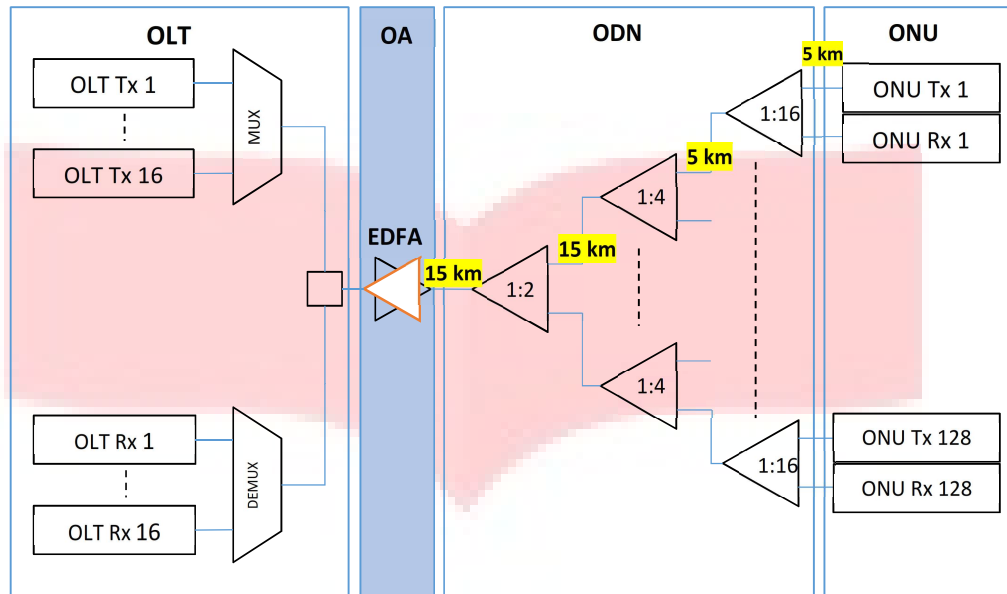 OLT
OA
ODN
ONU
OLT Tx 1
OLT Tx 16
MUX
EDFA
15 km
1:2
15 km
1:4
1:4
5 km
1:16
1:16
5 km
ONU Tx 1
ONU Rx 1
OLT Rx 1
OLT Rx 16
DEMUX
ONU Tx 128
ONU Rx 128